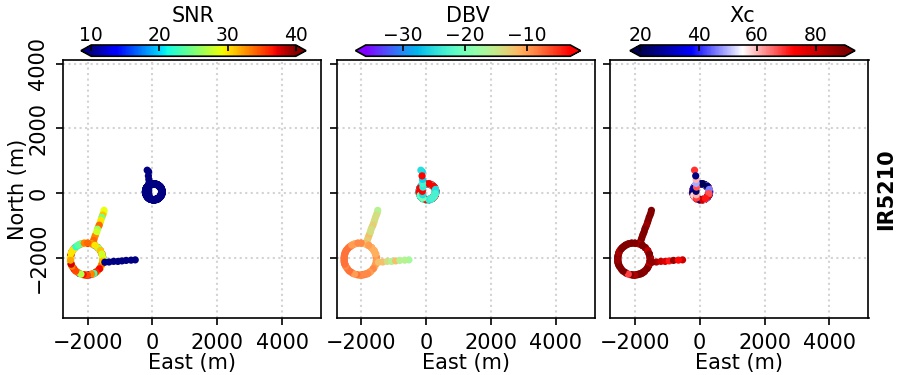 SNR DBV Xc
10 20 30 40 −30 −20 −10 20 40 60 80
4000
2000
0
−2000
North (m)
−2000 0 2000 4000 −2000 0 2000 4000 −2000 0 2000 4000
East (m) East (m) East (m)
IR5210